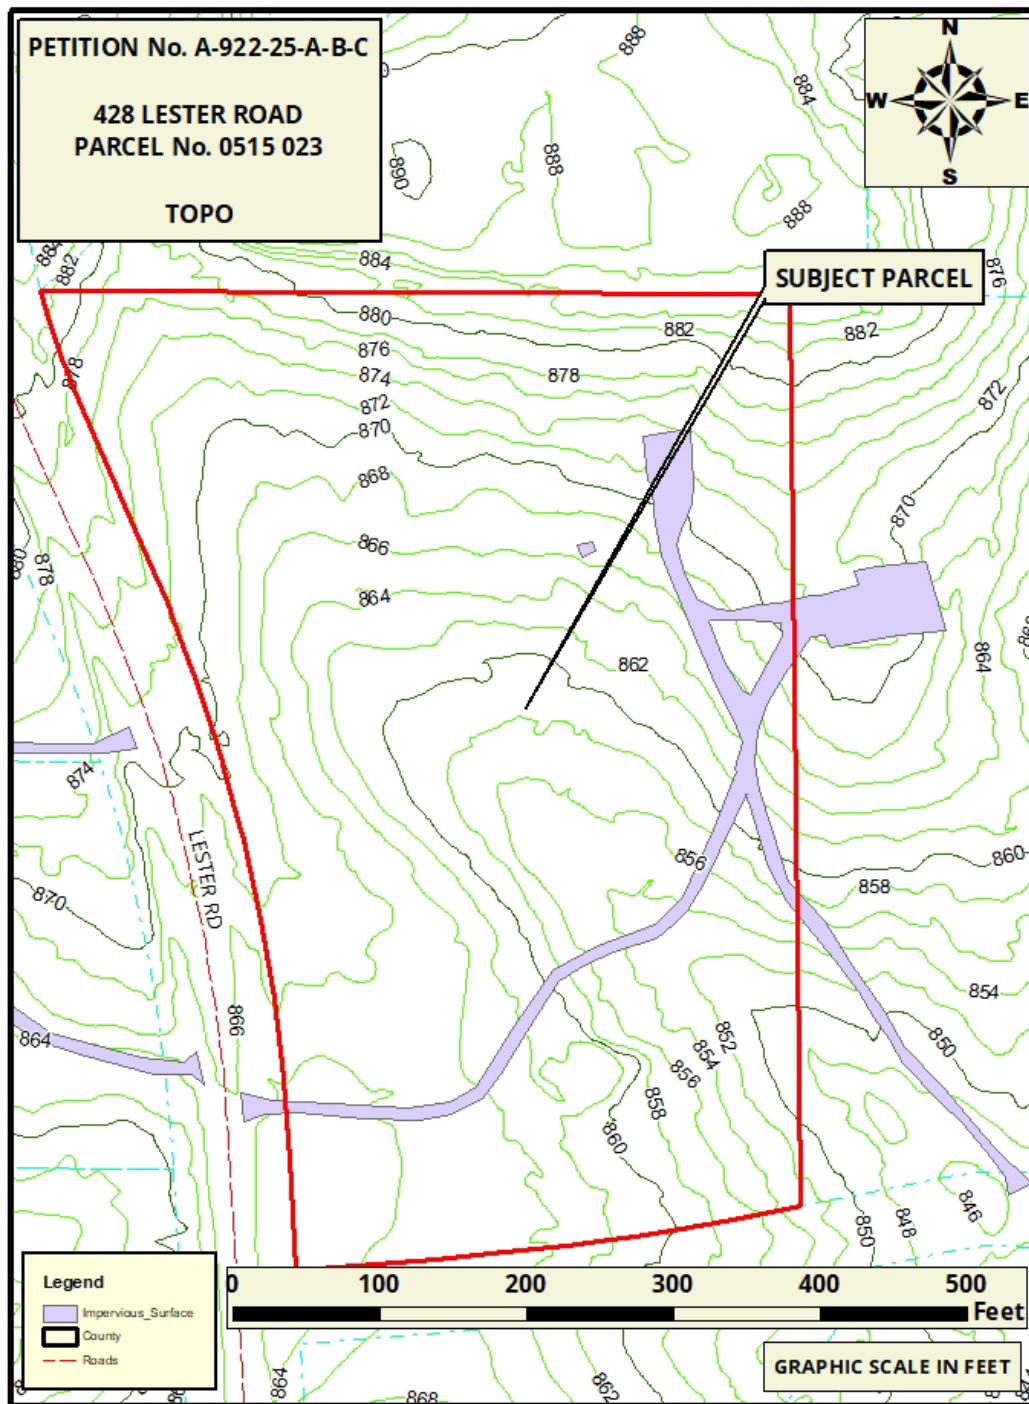 PETITION No. A-922-25-A-B-C
428 LESTER ROAD
PARCEL No. 0515 023
TOPO
N
W E
S
888
884
890
888
888
884
882
884
SUBJECT PARCEL
876
880
882
882
876
878
878
874
872
872
870
868
870
866
880
878
864
862
864
874
856
860
858
870
LESTER RD
854
866
852
850
864
854
856
858
860
846
848
850
Legend
Impervious_Surface
County
Roads
0 100 200 300 400 500
Feet
GRAPHIC SCALE IN FEET
864
868
862